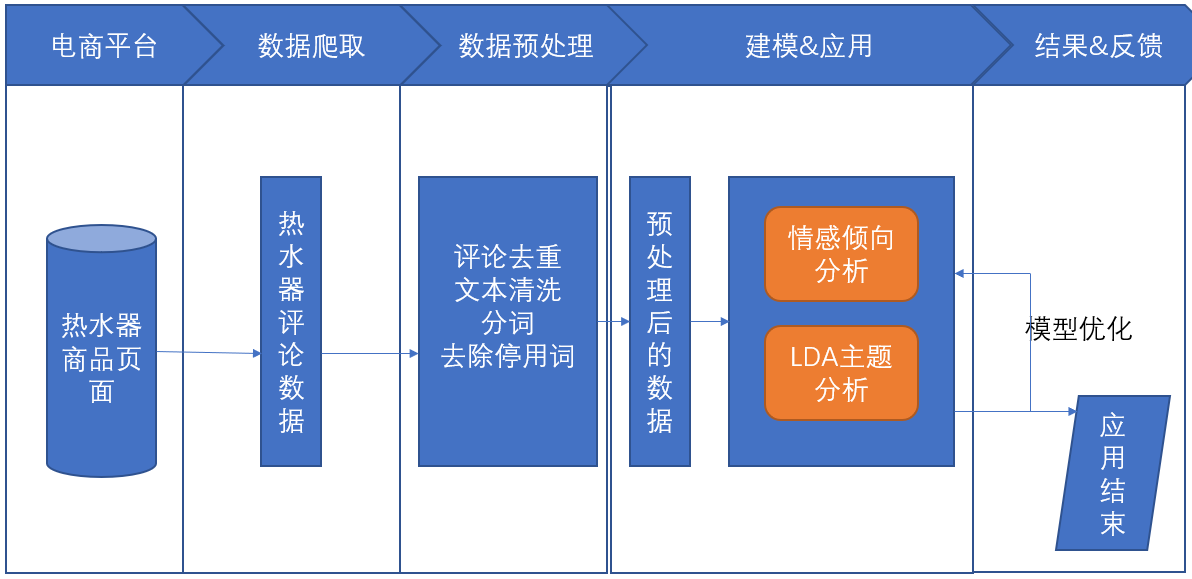 电商平台
数据爬取
数据预处理
建模&应用
结果&反馈
热水器
商品页
面
热
水
器
评
论
数
据
评论去重
文本清洗
分词
去除停用词
预
处
理
后
的
数
据
情感倾向
分析
LDA主题
分析
模型优化
应
用
结
束